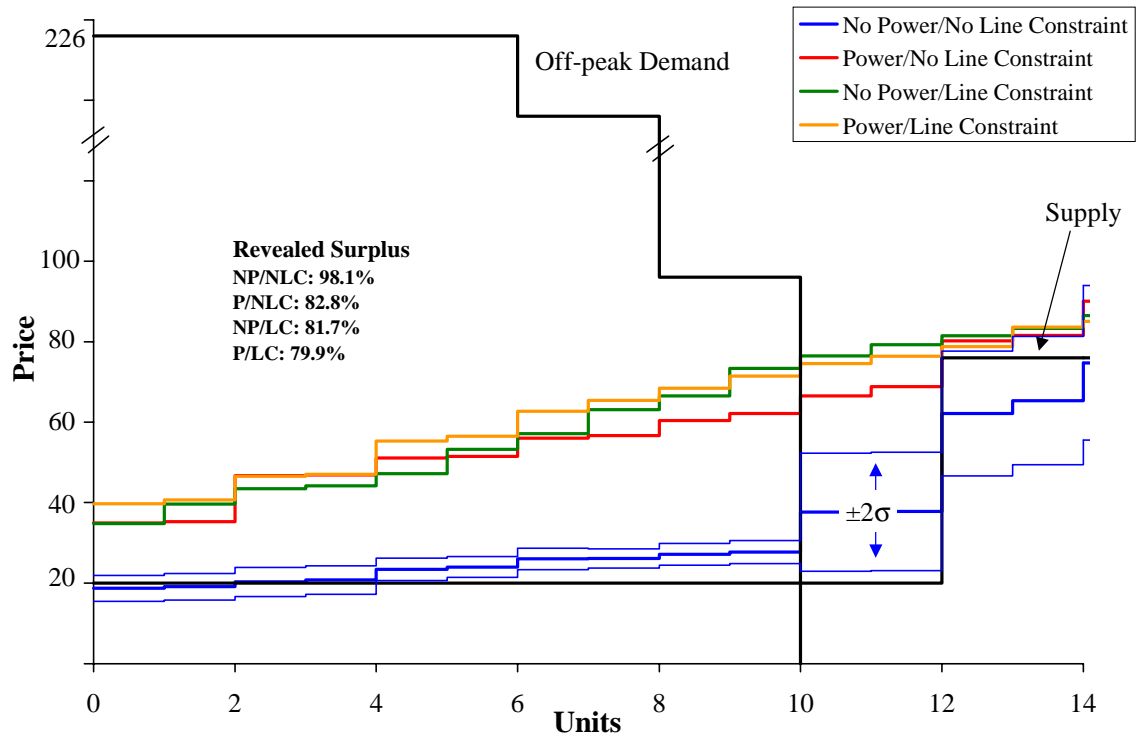 226
Off-peak Demand
No Power/No Line Constraint
Power/No Line Constraint
No Power/Line Constraint
Power/Line Constraint
Supply
Revealed Surplus
NP/NLC: 98.1%
P/NLC: 82.8%
NP/LC: 81.7%
P/LC: 79.9%
100
80
60
40
20
Price
±2σ
0
2
4
6
8
10
12
14
Units